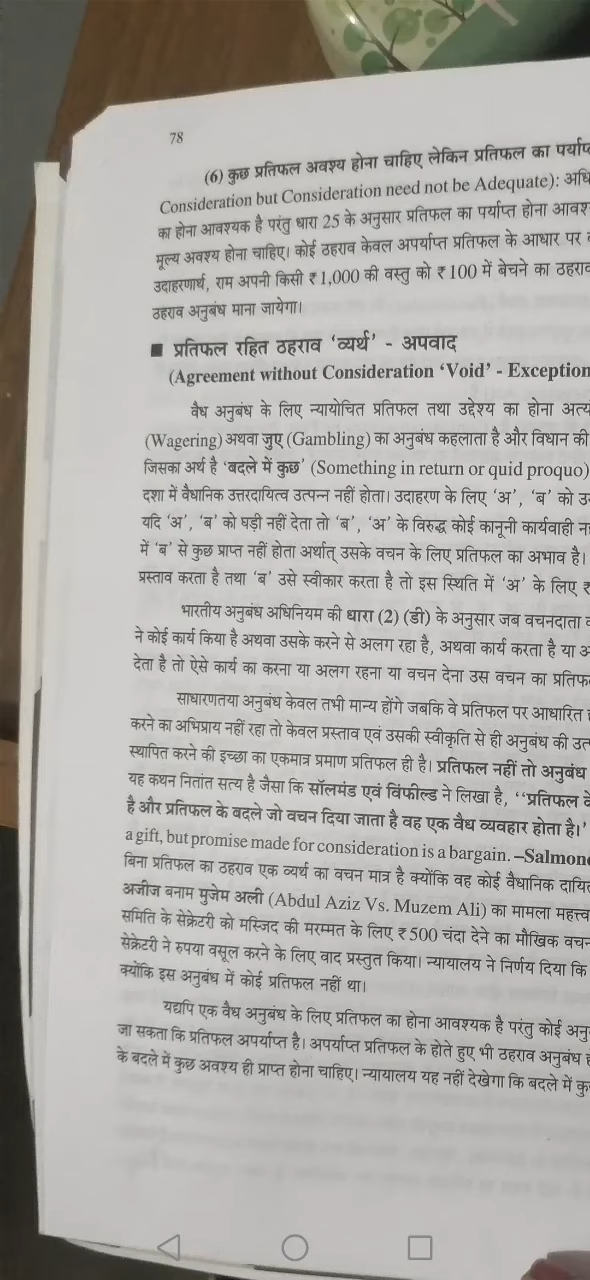 78
(6) कुछ प्रतिफल अवश्य होना चाहिए लेकिन प्रतिफल का
Consideration but Consideration need not be Adequate):
का होना आवश्यक है परंतु धारा 25 के अनुसार प्रतिफल का पर्याप्त होना
मूल्य अवश्य होना चाहिए। कोई ठहराव केवल अपर्याप्त प्रतिफल के आधार पर
उदाहरणार्थ, राम अपनी किसी ₹1,000 की वस्तु को ₹100 में बेचने का
ठहराव अनुबंध माना जायेगा।
■ प्रतिफल रहित ठहराव ‘व्यर्थ’ - अपवाद
(Agreement without Consideration ‘Void’ - Exception
वैध अनुबंध के लिए न्यायोचित प्रतिफल तथा उद्देश्य का होना
(Wagering) अथवा जुए (Gambling) का अनुबंध कहलाता है और विधान की
जिसका अर्थ है ‘बदले में कुछ’ (Something in return or quid proquo)
दशा में वैधानिक उत्तरदायित्व उत्पन्न नहीं होता। उदाहरण के लिए ‘अ’, ‘ब’ को
यदि ‘अ’, ‘ब’ को घड़ी नहीं देता तो ‘ब’, ‘अ’ के विरुद्ध कोई कानूनी कार्यवाही
में ‘ब’ से कुछ प्राप्त नहीं होता अर्थात् उसके वचन के लिए प्रतिफल का अभाव है।
प्रस्ताव करता है तथा ‘ब’ उसे स्वीकार करता है तो इस स्थिति में ‘अ’ के लिए
भारतीय अनुबंध अधिनियम की धारा (2) (डी) के अनुसार जब वचनदाता
ने कोई कार्य किया है अथवा उसके करने से अलग रहा है, अथवा कार्य करता है या
देता है तो ऐसे कार्य का करना या अलग रहना या वचन देना उस वचन का
साधारणतया अनुबंध केवल तभी मान्य होंगे जबकि वे प्रतिफल पर आधारित
करने का अभिप्राय नहीं रहा तो केवल प्रस्ताव एवं उसकी स्वीकृति से ही अनुबंध की
स्थापित करने की इच्छा का एकमात्र प्रमाण प्रतिफल ही है। प्रतिफल नहीं तो अनुबंध
यह कथन नितांत सत्य है जैसा कि सॉलमंड एवं विंफील्ड ने लिखा है, ‘‘प्रतिफल
है और प्रतिफल के बदले जो वचन दिया जाता है वह एक वैध व्यवहार होता है।’
a gift, but promise made for consideration is a bargain. –Salmon
बिना प्रतिफल का ठहराव एक व्यर्थ का वचन मात्र है क्योंकि वह कोई वैधानिक
अजीज बनाम मुजेम अली (Abdul Aziz Vs. Muzem Ali) का मामला
समिति के सेक्रेटरी को मस्जिद की मरम्मत के लिए ₹500 चंदा देने का मौखिक वचन
सेक्रेटरी ने रुपया वसूल करने के लिए वाद प्रस्तुत किया। न्यायालय ने निर्णय दिया कि
क्योंकि इस अनुबंध में कोई प्रतिफल नहीं था।
यद्यपि एक वैध अनुबंध के लिए प्रतिफल का होना आवश्यक है परंतु कोई
जा सकता कि प्रतिफल अपर्याप्त है। अपर्याप्त प्रतिफल के होते हुए भी ठहराव अनुबंध
के बदले में कुछ अवश्य ही प्राप्त होना चाहिए। न्यायालय यह नहीं देखेगा कि बदले में